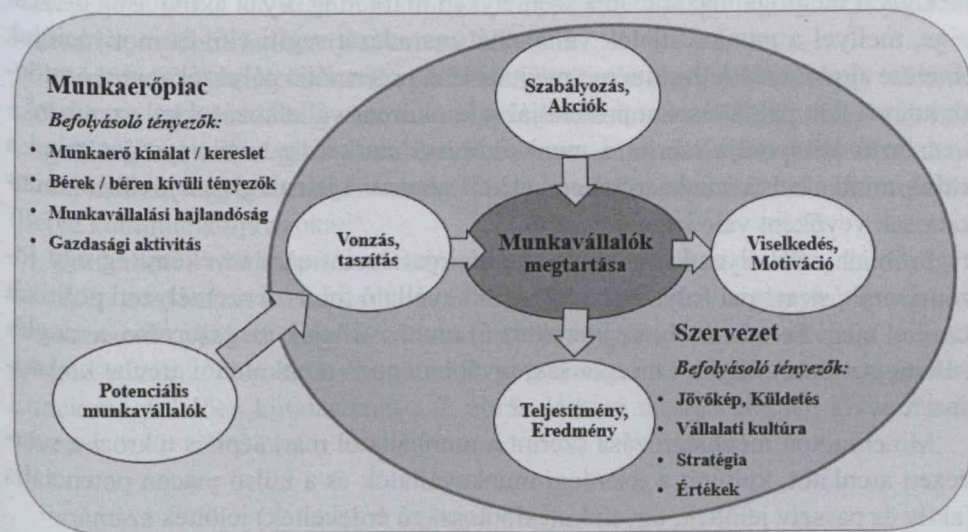 Munkaerőpiac
Befolyásoló tényezők:
• Munkaerő kínálat / kereslet
• Bérek / béren kívüli tényezők
• Munkavállalási hajlandóság
• Gazdasági aktivitás
Szabályozás,
Akciók
Vonzás,
taszítás
Munkavállalók
megtartása
Viselkedés,
Motiváció
Potenciális
munkavállalók
Teljesítmény,
Eredmény
Szervezet
Befolyásoló tényezők:
• Jövőkép, Küldetés
• Vállalati kultúra
• Stratégia
• Értékek